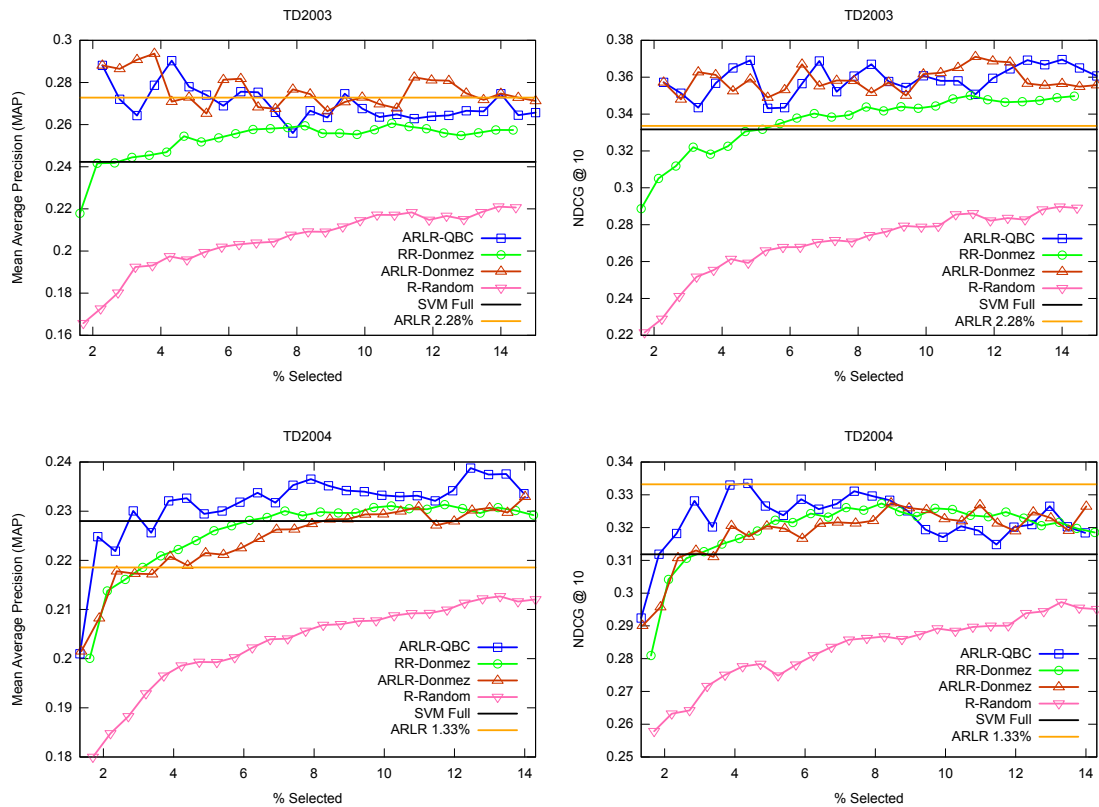 TD2003
Mean Average Precision (MAP)
0.3
0.28
0.26
0.24
0.22
0.2
0.18
0.16
ARLR-QBC
RR-Donmez
ARLR-Donmez
R-Random
SVM Full
ARLR 2.28%
2 4 6 8 10 12 14
% Selected
TD2003
NDCG @ 10
0.38
0.36
0.34
0.32
0.3
0.28
0.26
0.24
0.22
ARLR-QBC
RR-Donmez
ARLR-Donmez
R-Random
SVM Full
ARLR 2.28%
2 4 6 8 10 12 14
% Selected
TD2004
Mean Average Precision (MAP)
0.24
0.23
0.22
0.21
0.2
0.19
0.18
ARLR-QBC
RR-Donmez
ARLR-Donmez
R-Random
SVM Full
ARLR 1.33%
2 4 6 8 10 12 14
% Selected
TD2004
NDCG @ 10
0.34
0.33
0.32
0.31
0.3
0.29
0.28
0.27
0.26
0.25
ARLR-QBC
RR-Donmez
ARLR-Donmez
R-Random
SVM Full
ARLR 1.33%
2 4 6 8 10 12 14
% Selected